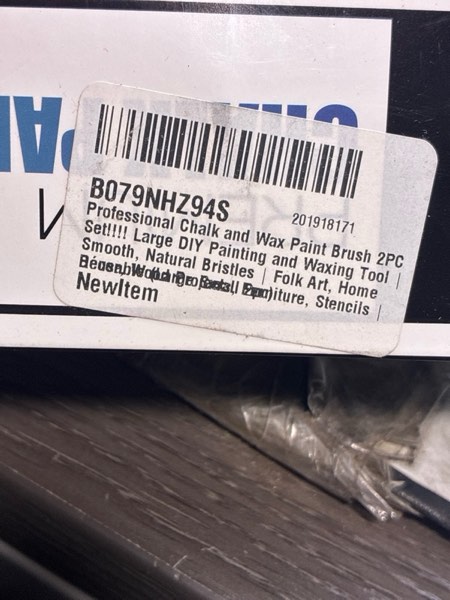 B079NHZ94S
201918171
Professional Chalk and Wax Paint Brush 2PC
Set!!!! Large DIY Painting and Waxing Tool |
Smooth, Natural Bristles | Folk Art, Home
Stencils |
NewItem